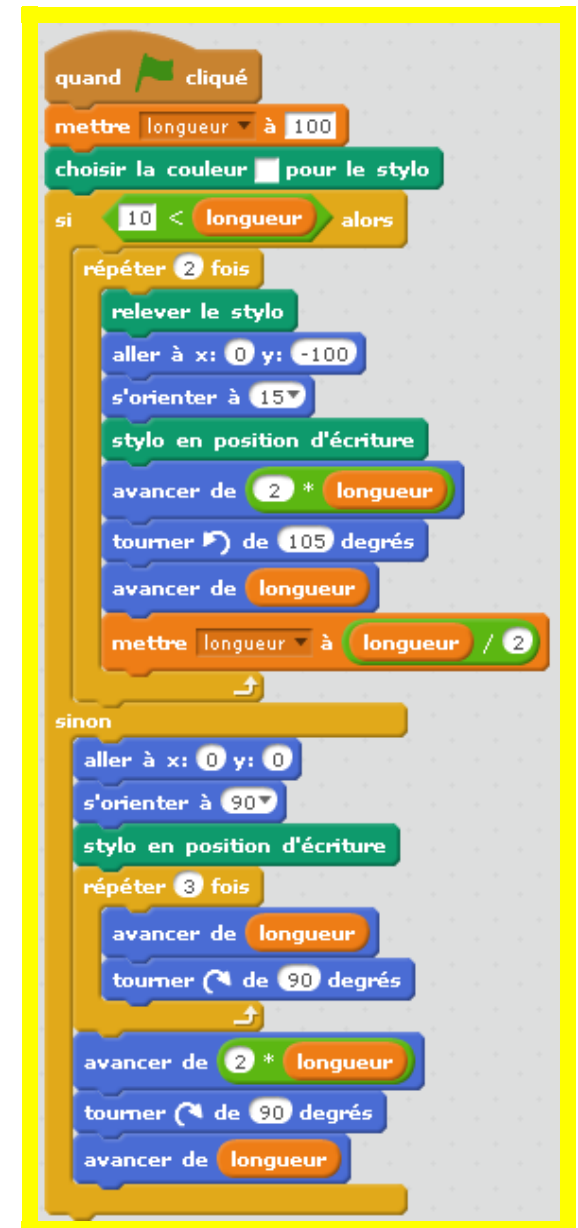 quand cliqué
mettre longueur à 100
choisir la couleur pour le stylo
si 10 < longueur alors
répéter 2 fois
relever le stylo
aller à x: 0 y: -100
s'orienter à 15
stylo en position d'écriture
avancer de 2 * longueur
tourner de 105 degrés
avancer de longueur
mettre longueur à longueur / 2
sinon
aller à x: 0 y: 0
s'orienter à 90
stylo en position d'écriture
répéter 3 fois
avancer de longueur
tourner de 90 degrés
avancer de 2 * longueur
tourner de 90 degrés
avancer de longueur